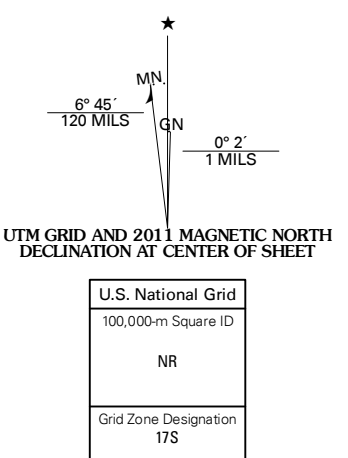 ★
MN
6° 45´
120 MILS
GN
0° 2´
1 MILS
UTM GRID AND 2011 MAGNETIC NORTH
DECLINATION AT CENTER OF SHEET
U.S. National Grid
100,000-m Square ID
NR
Grid Zone Designation
17S